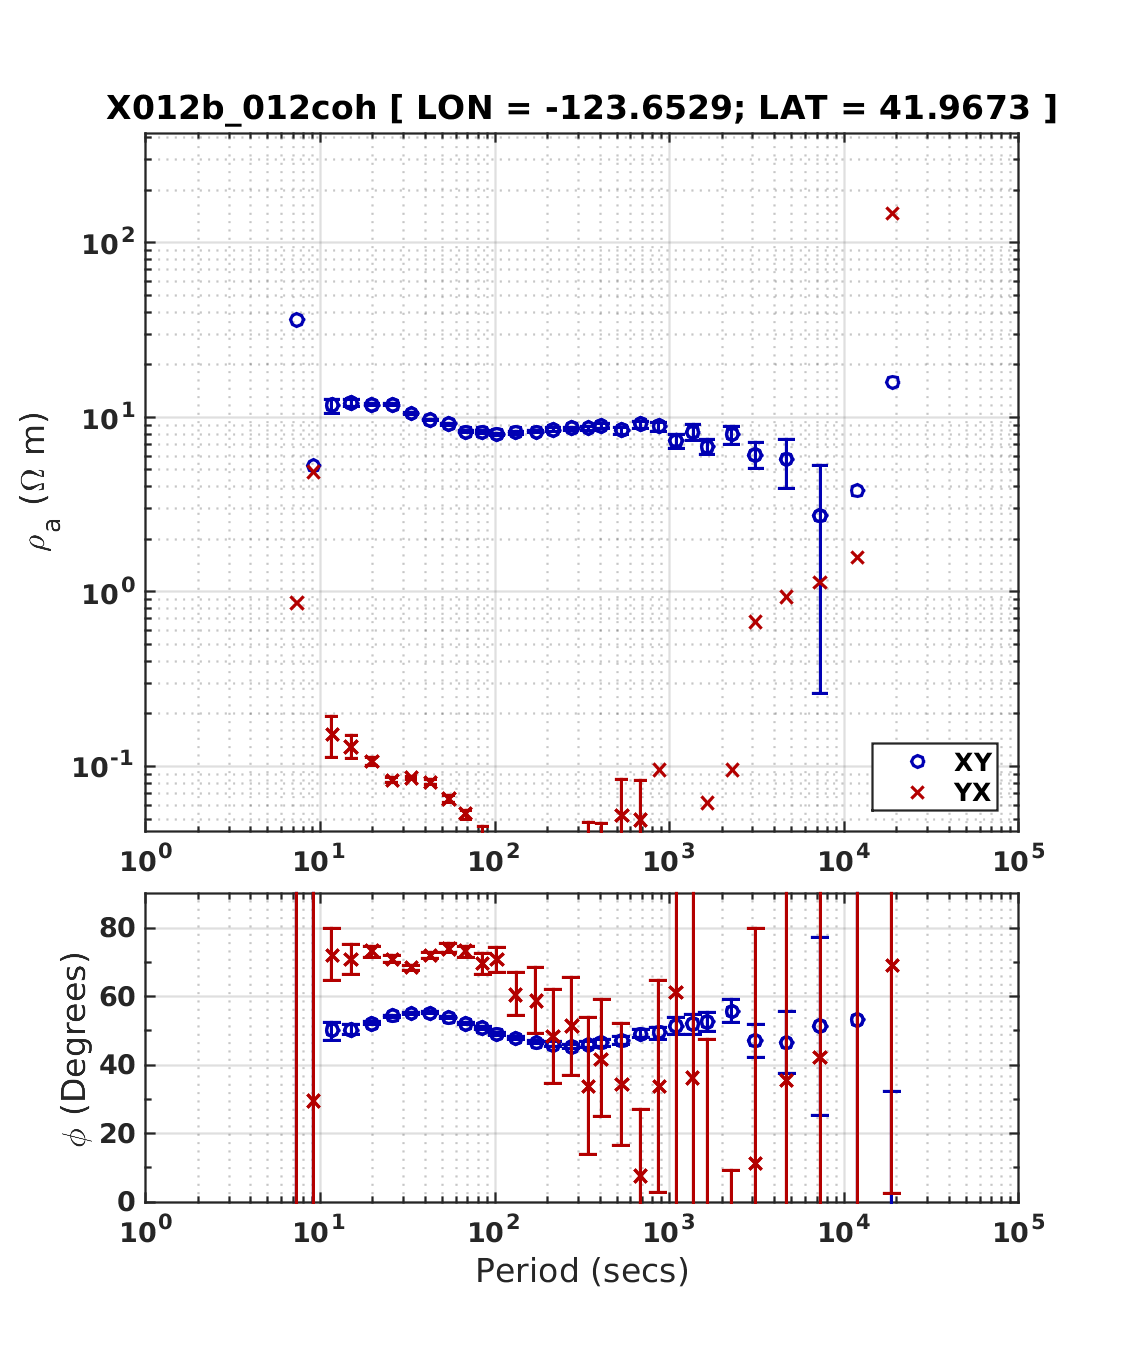 X012b_012coh [ LON = -123.6529; LAT = 41.9673 ]
10^2
10^1
10^0
10^-1
ρ_a (Ω m)
XY
YX
10^0 10^1 10^2 10^3 10^4 10^5
80
60
40
20
0
ϕ (Degrees)
10^0 10^1 10^2 10^3 10^4 10^5
Period (secs)